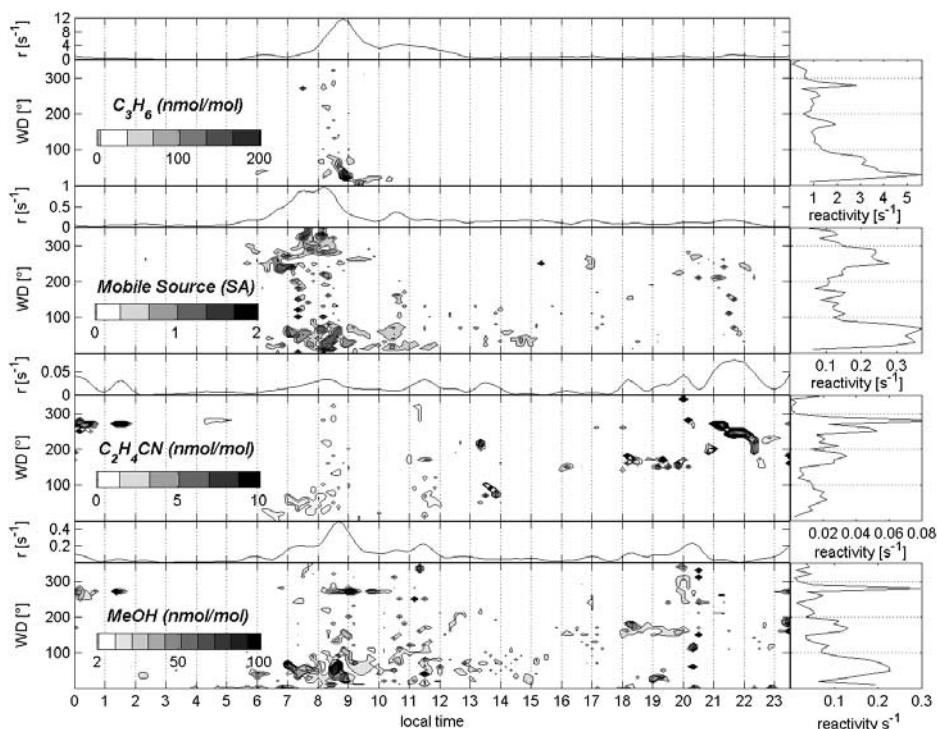 12
8
4
r [s⁻¹]
300
200
100
WD [°]
C₃H₆ (nmol/mol)
0 100 200
1 2 3 4 5
reactivity [s⁻¹]
1
0.5
r [s⁻¹]
300
200
100
WD [°]
Mobile Source (SA)
0 1 2
0.1 0.2 0.3
reactivity [s⁻¹]
0.05
r [s⁻¹]
300
200
100
WD [°]
C₂H₄CN (nmol/mol)
0 5 10
0.02 0.04 0.06 0.08
reactivity [s⁻¹]
0.4
0.2
r [s⁻¹]
300
200
100
WD [°]
MeOH (nmol/mol)
2 50 100
0 1 2 3 4 5 6 7 8 9 10 11 12 13 14 15 16 17 18 19 20 21 22 23
local time
0.1 0.2 0.3
reactivity s⁻¹